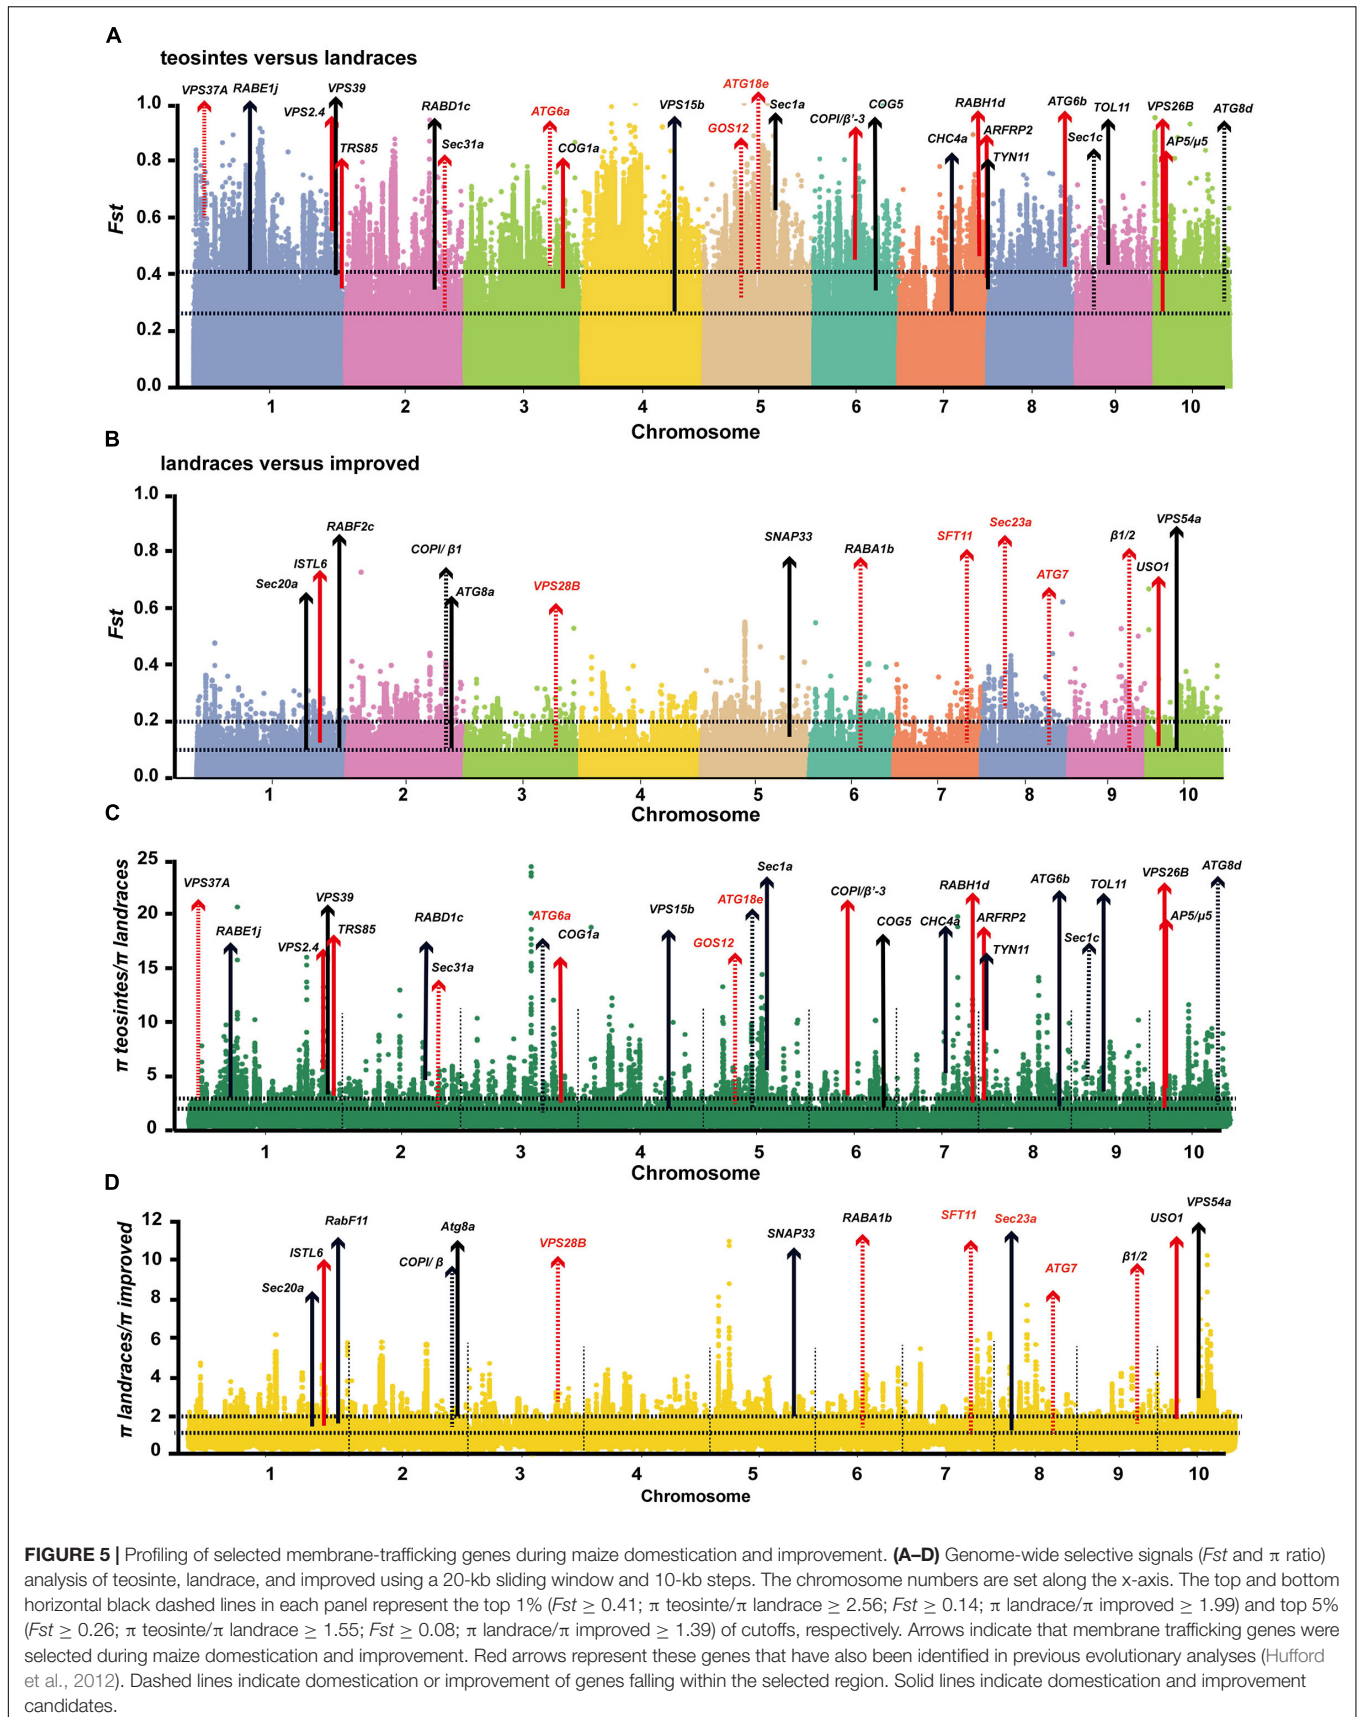 A
teosintes versus landraces
VPS37A
RABE1j
VPS2.4
VPS39
TRS85
RABD1c
Sec31a
ATG6a
COG1a
VPS15b
GOS12
ATG18e
Sec1a
COPI/β'-3
COG5
CHC4a
RABH1d
ARFRP2
TYN11
ATG6b
Sec1c
TOL11
VPS26B
AP5/μ5
ATG8d
1.0
0.8
0.6
0.4
0.2
0.0
Fst
1 2 3 4 5 6 7 8 9 10
Chromosome
B
landraces versus improved
Sec20a
ISTL6
RABF2c
COPI/ β1
ATG8a
VPS28B
SNAP33
RABA1b
SFT11
Sec23a
ATG7
β1/2
USO1
VPS54a
1.0
0.8
0.6
0.4
0.2
0.0
Fst
1 2 3 4 5 6 7 8 9 10
Chromosome
C
VPS37A
RABE1j
VPS2.4
VPS39
TRS85
RABD1c
Sec31a
ATG6a
COG1a
VPS15b
GOS12
ATG18e
Sec1a
COPI/β'-3
COG5
CHC4a
RABH1d
ARFRP2
TYN11
ATG6b
Sec1c
TOL11
VPS26B
AP5/μ5
ATG8d
25
20
15
10
5
0
π teosintes/π landraces
1 2 3 4 5 6 7 8 9 10
Chromosome
D
Sec20a
ISTL6
RabF11
COPI/ β
Atg8a
VPS28B
SNAP33
RABA1b
SFT11
Sec23a
ATG7
β1/2
USO1
VPS54a
12
10
8
6
4
2
0
π landraces/π improved
1 2 3 4 5 6 7 8 9 10
Chromosome
FIGURE 5 | Profiling of selected membrane-trafficking genes during maize domestication and improvement. (A–D) Genome-wide selective signals (Fst and π ratio)
analysis of teosinte, landrace, and improved using a 20-kb sliding window and 10-kb steps. The chromosome numbers are set along the x-axis. The top and bottom
horizontal black dashed lines in each panel represent the top 1% (Fst ≥ 0.41; π teosinte/π landrace ≥ 2.56; Fst ≥ 0.14; π landrace/π improved ≥ 1.99) and top 5%
(Fst ≥ 0.26; π teosinte/π landrace ≥ 1.55; Fst ≥ 0.08; π landrace/π improved ≥ 1.39) of cutoffs, respectively. Arrows indicate that membrane trafficking genes were
selected during maize domestication and improvement. Red arrows represent these genes that have also been identified in previous evolutionary analyses (Hufford
et al., 2012). Dashed lines indicate domestication or improvement of genes falling within the selected region. Solid lines indicate domestication and improvement
candidates.